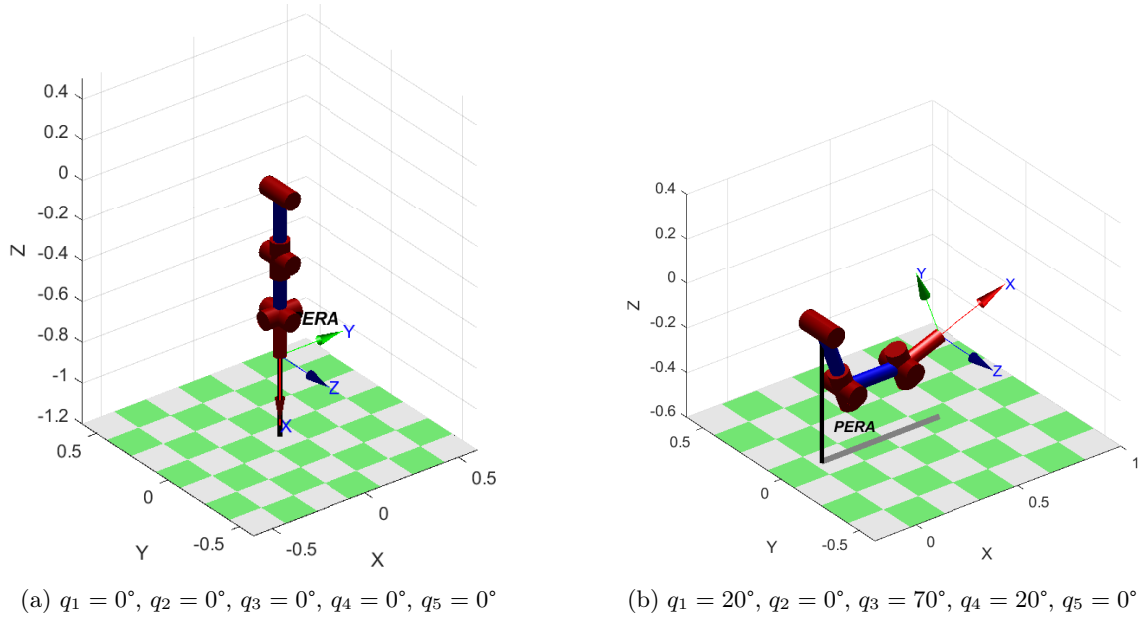 0.4
0.2
0
-0.2
-0.4
-0.6
-0.8
-1
-1.2
Z
0.5
0
-0.5
Y
-0.5
0
0.5
X
PERA
Y
Z
X
(a) q₁ = 0°, q₂ = 0°, q₃ = 0°, q₄ = 0°, q₅ = 0°
0.4
0.2
0
-0.2
-0.4
-0.6
Z
0.5
0
-0.5
Y
0
0.5
1
X
Y
X
Z
PERA
(b) q₁ = 20°, q₂ = 0°, q₃ = 70°, q₄ = 20°, q₅ = 0°